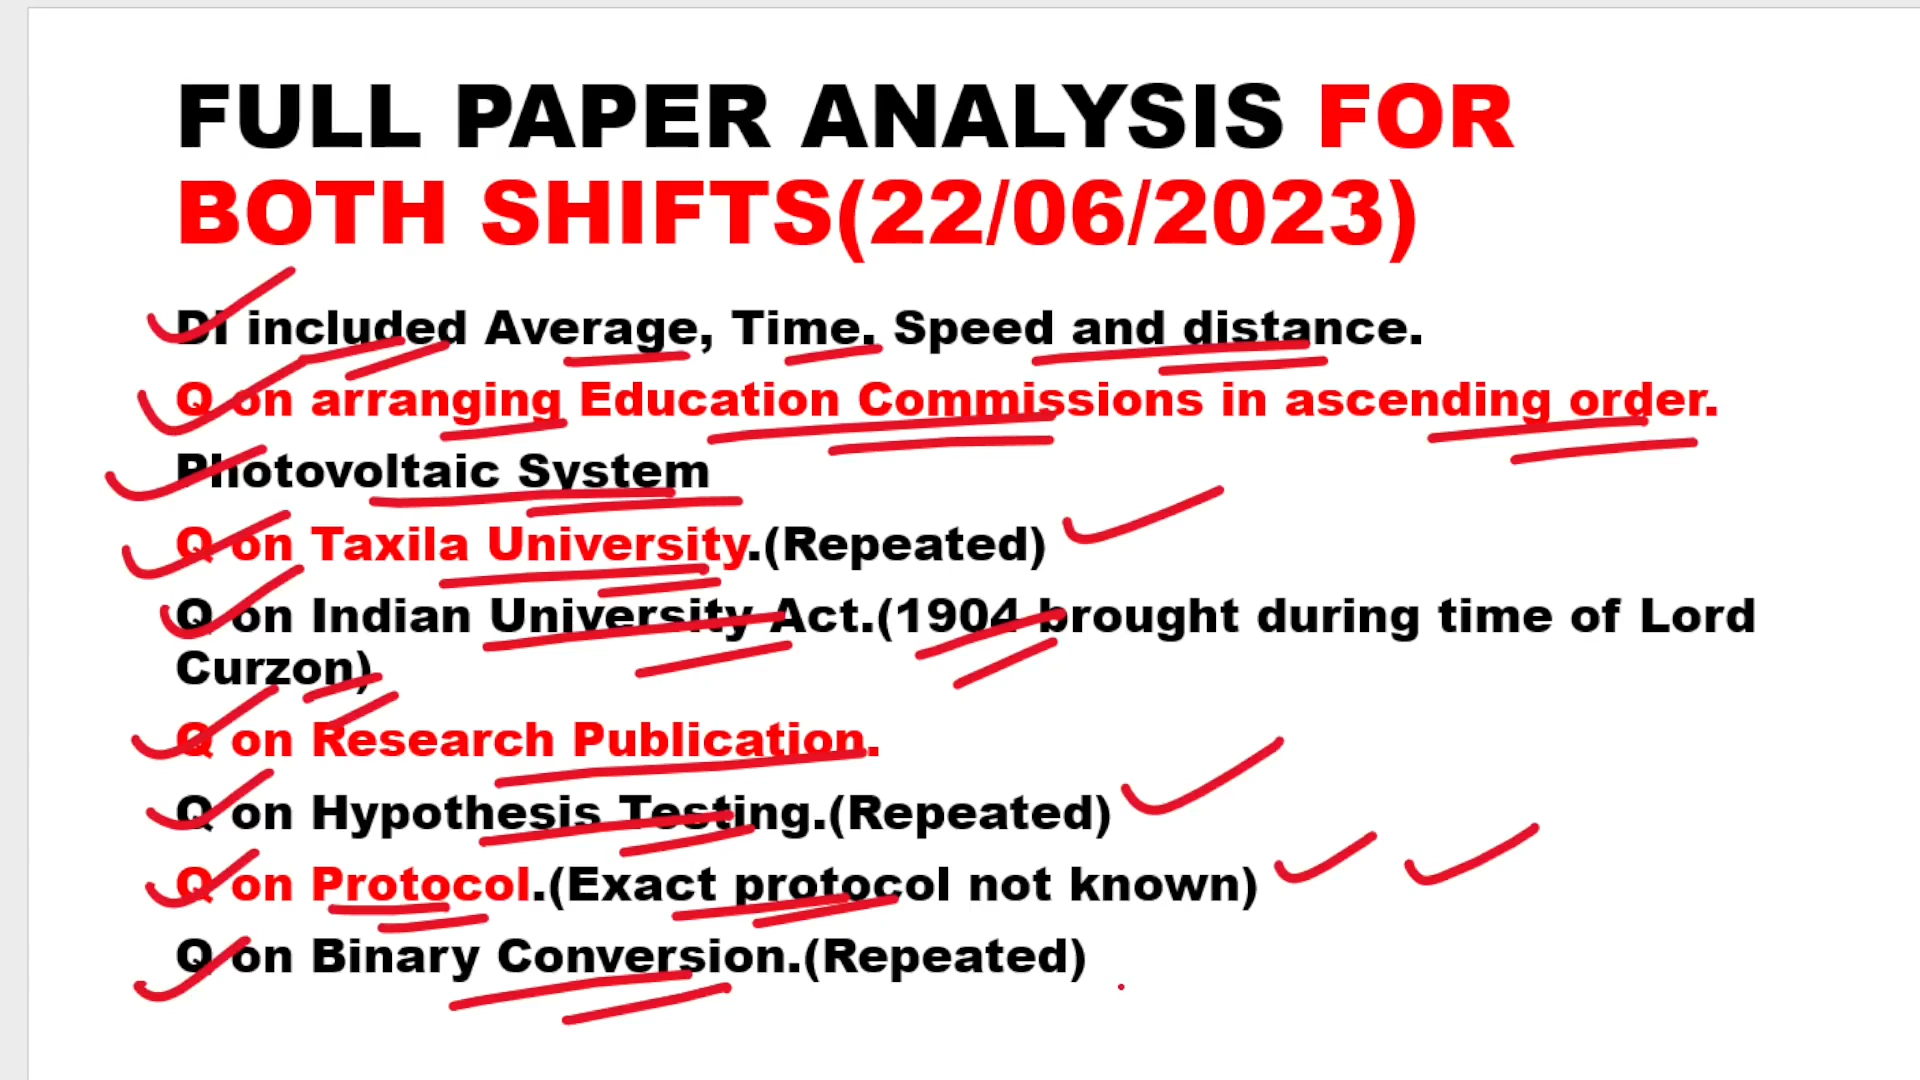 FULL PAPER ANALYSIS FOR
BOTH SHIFTS(22/06/2023)
DI included Average, Time. Speed and distance.
Q on arranging Education Commissions in ascending order.
Photovoltaic System
Q on Taxila University.(Repeated)
Q on Indian University Act.(1904 brought during time of Lord
Curzon)
Q on Research Publication.
Q on Hypothesis Testing.(Repeated)
Q on Protocol.(Exact protocol not known)
Q on Binary Conversion.(Repeated)